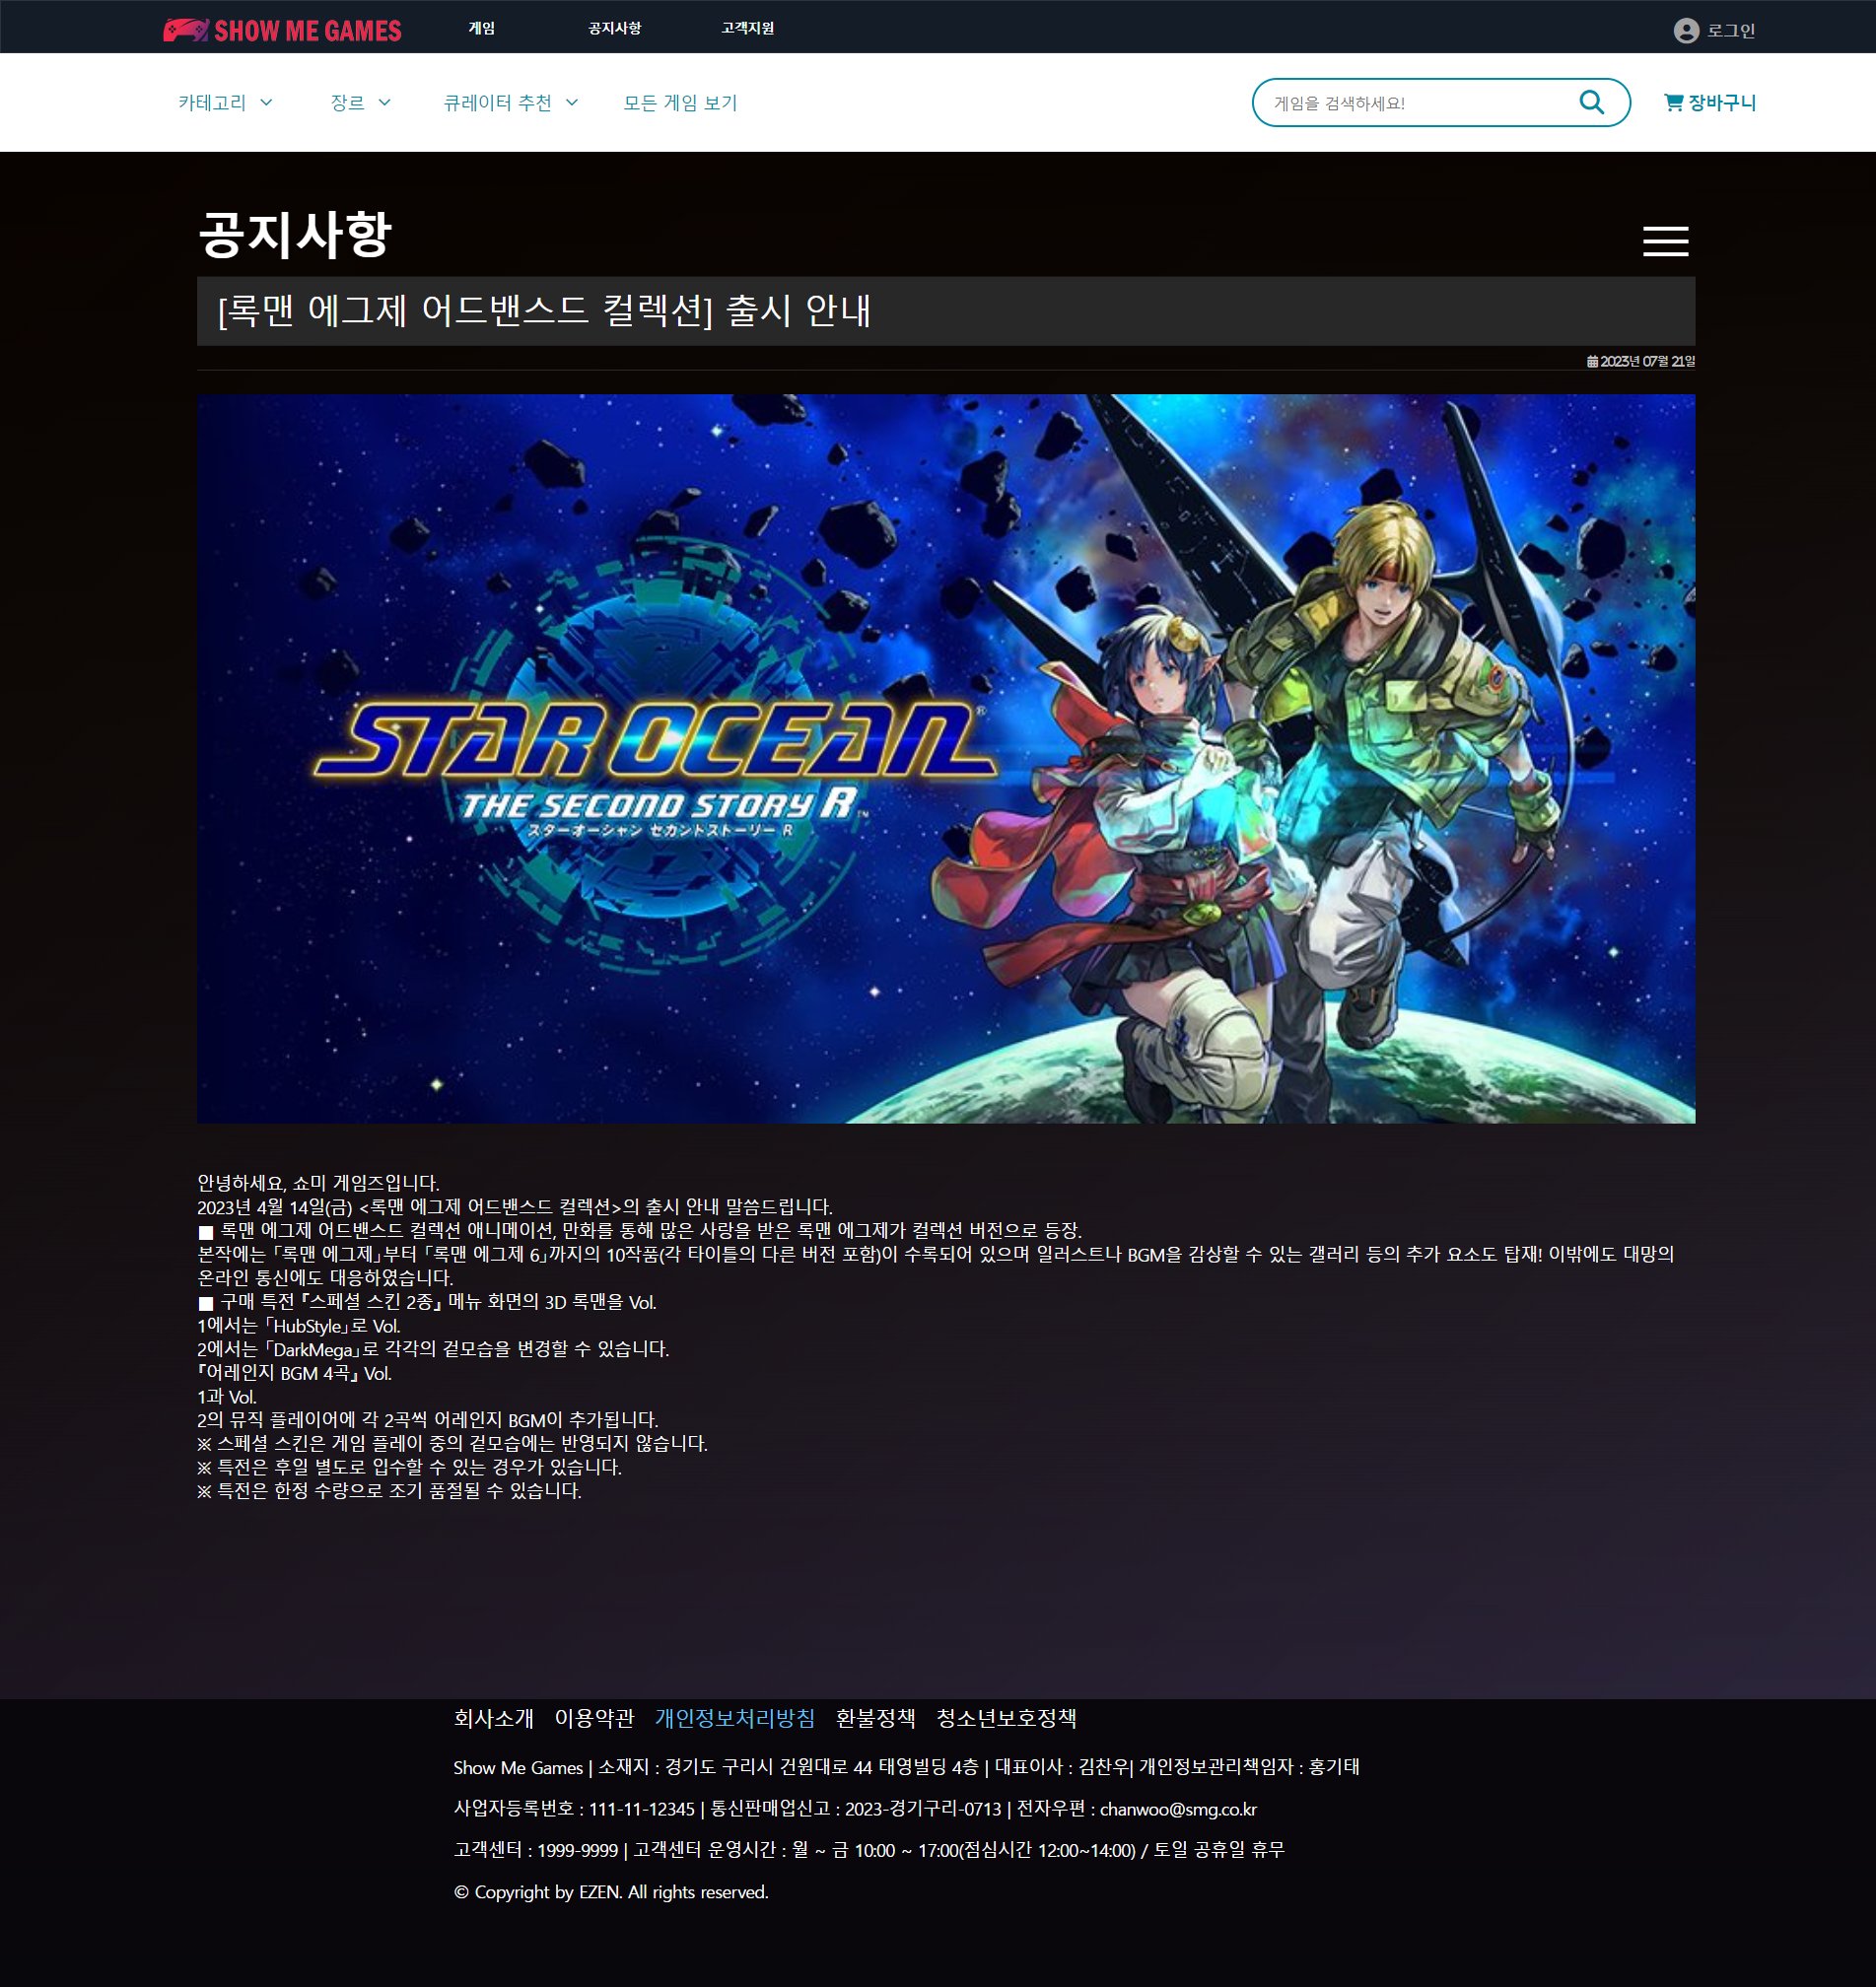 SHOW ME GAMES 게임 공지사항 고객지원 로그인
카테고리 장르 큐레이터 추천 모든 게임 보기 게임을 검색하세요! 장바구니
공지사항
[록맨 에그제 어드밴스드 컬렉션] 출시 안내
2023년 07월 21일
STAR OCEAN®
THE SECOND STORY R™
スターオーシャン セカンドストーリー R
안녕하세요, 쇼미 게임즈입니다.
2023년 4월 14일(금) <록맨 에그제 어드밴스드 컬렉션>의 출시 안내 말씀드립니다.
■ 록맨 에그제 어드밴스드 컬렉션 애니메이션, 만화를 통해 많은 사랑을 받은 록맨 에그제가 컬렉션 버전으로 등장.
본작에는 「록맨 에그제」부터 「록맨 에그제 6」까지의 10작품(각 타이틀의 다른 버전 포함)이 수록되어 있으며 일러스트나 BGM을 감상할 수 있는 갤러리 등의 추가 요소도 탑재! 이밖에도 대망의
온라인 통신에도 대응하였습니다.
■ 구매 특전 『스페셜 스킨 2종』 메뉴 화면의 3D 록맨을 Vol.
1에서는 「HubStyle」로 Vol.
2에서는 「DarkMega」로 각각의 겉모습을 변경할 수 있습니다.
『어레인지 BGM 4곡』 Vol.
1과 Vol.
2의 뮤직 플레이어에 각 2곡씩 어레인지 BGM이 추가됩니다.
※ 스페셜 스킨은 게임 플레이 중의 겉모습에는 반영되지 않습니다.
※ 특전은 후일 별도로 입수할 수 있는 경우가 있습니다.
※ 특전은 한정 수량으로 조기 품절될 수 있습니다.
회사소개 이용약관 개인정보처리방침 환불정책 청소년보호정책
Show Me Games | 소재지 : 경기도 구리시 건원대로 44 태영빌딩 4층 | 대표이사 : 김찬우| 개인정보관리책임자 : 홍기태
사업자등록번호 : 111-11-12345 | 통신판매업신고 : 2023-경기구리-0713 | 전자우편 : chanwoo@smg.co.kr
고객센터 : 1999-9999 | 고객센터 운영시간 : 월 ~ 금 10:00 ~ 17:00(점심시간 12:00~14:00) / 토일 공휴일 휴무
© Copyright by EZEN. All rights reserved.